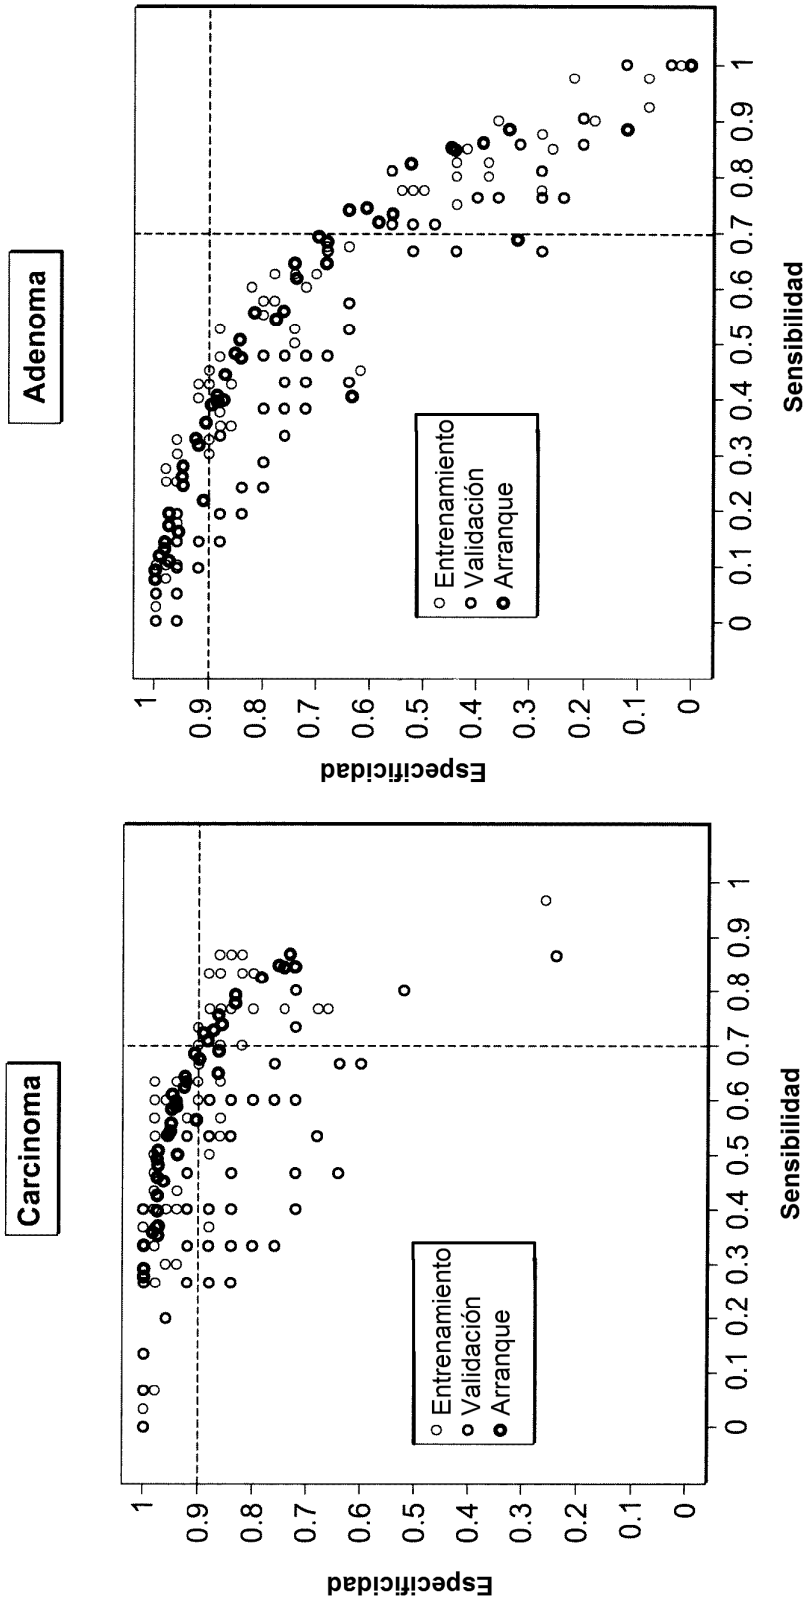 Carcinoma
Especificidad
1
0.9
0.8
0.7
0.6
0.5
0.4
0.3
0.2
0.1
0
Entrenamiento
Validación
Arranque
0 0.1 0.2 0.3 0.4 0.5 0.6 0.7 0.8 0.9 1
Sensibilidad
Adenoma
Especificidad
1
0.9
0.8
0.7
0.6
0.5
0.4
0.3
0.2
0.1
0
Entrenamiento
Validación
Arranque
0 0.1 0.2 0.3 0.4 0.5 0.6 0.7 0.8 0.9 1
Sensibilidad